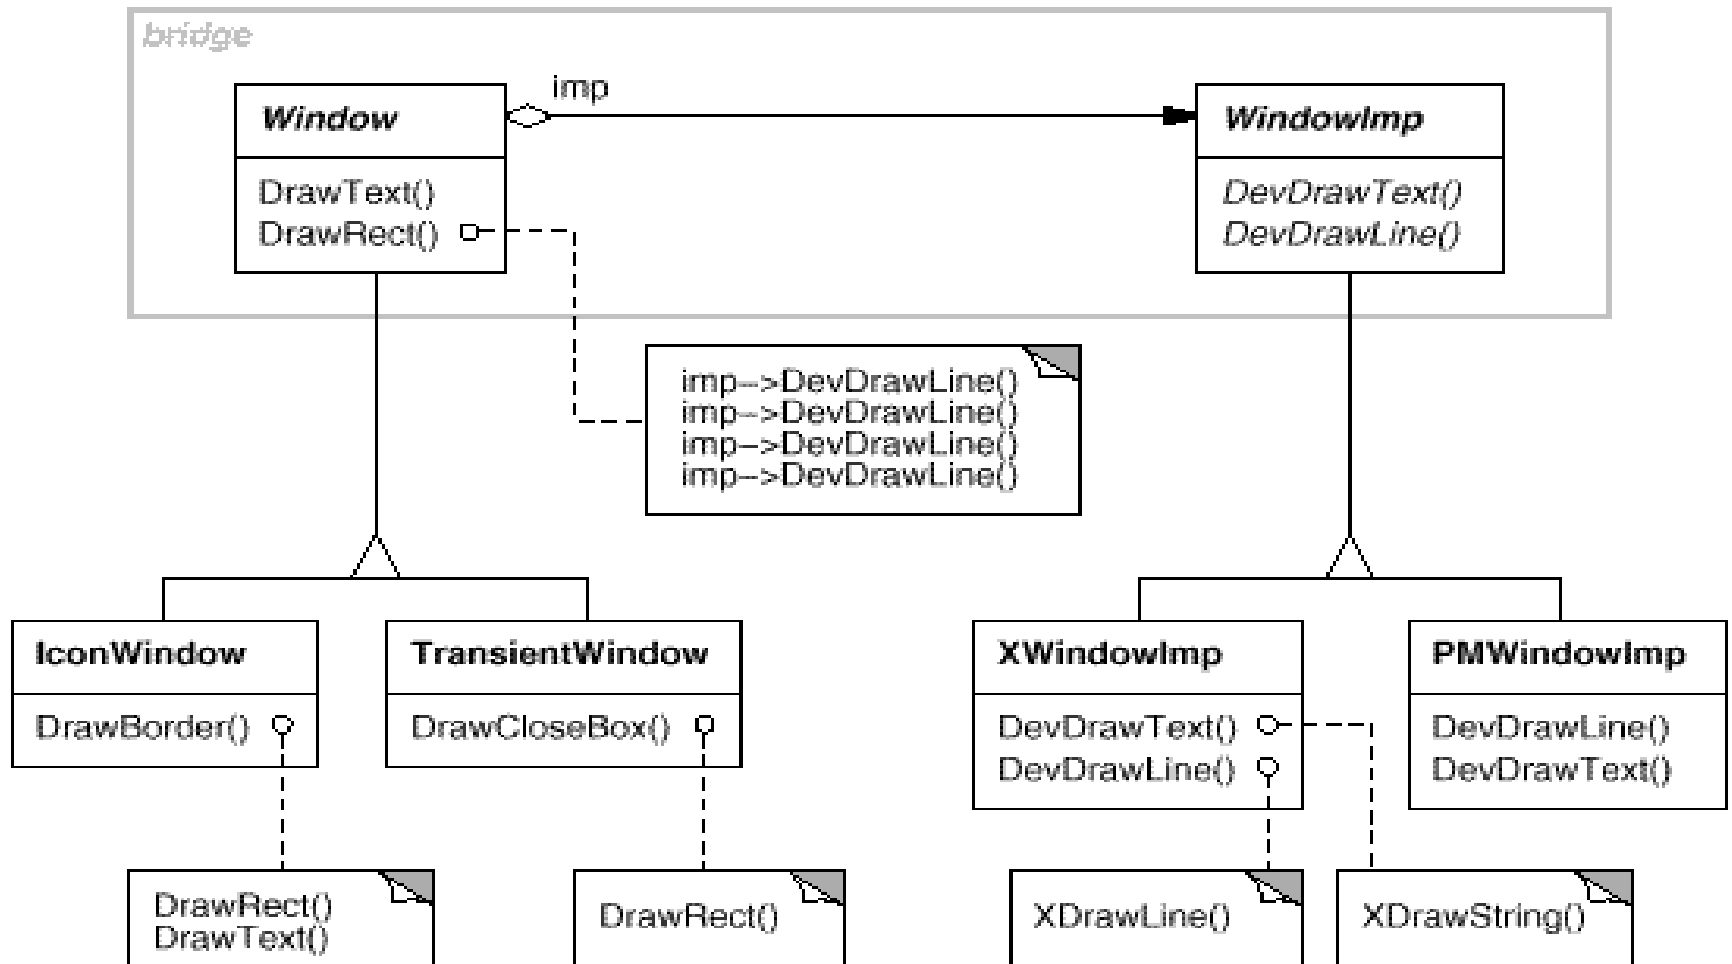 bridge
imp
Window
WindowImp
DrawText()
DrawRect()
DevDrawText()
DevDrawLine()
imp-->DevDrawLine()
imp-->DevDrawLine()
imp-->DevDrawLine()
imp-->DevDrawLine()
IconWindow
TransientWindow
XWindowImp
PMWindowImp
DrawBorder()
DrawCloseBox()
DevDrawText()
DevDrawLine()
DevDrawLine()
DevDrawText()
DrawRect()
DrawText()
DrawRect()
XDrawLine()
XDrawString()